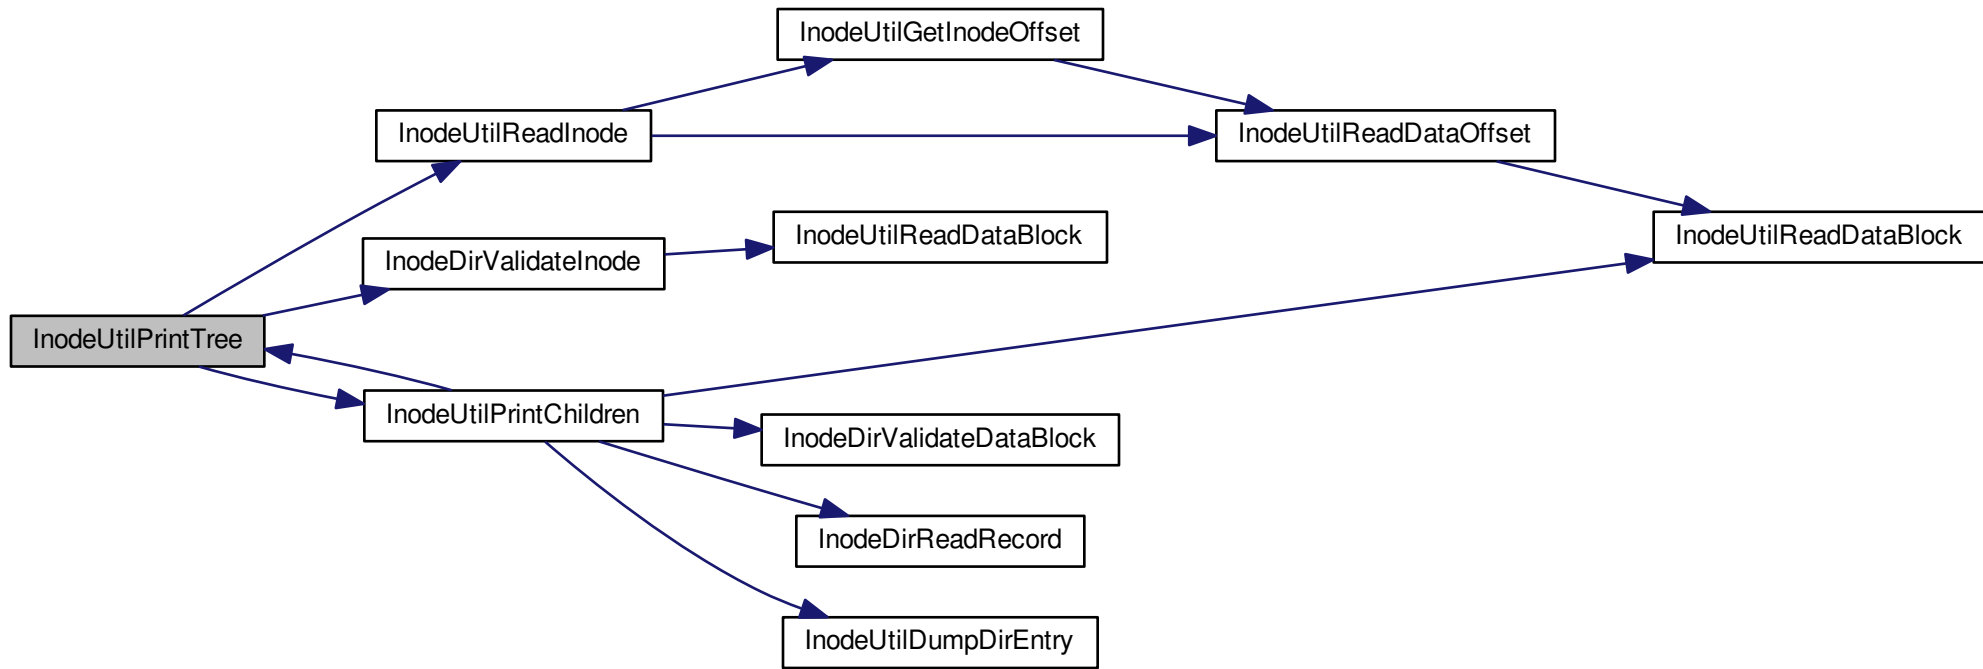 InodeUtilGetInodeOffset
InodeUtilReadInode
InodeUtilReadDataOffset
InodeUtilReadDataBlock
InodeUtilReadDataBlock
InodeDirValidateInode
InodeUtilPrintTree
InodeUtilPrintChildren
InodeDirValidateDataBlock
InodeDirReadRecord
InodeUtilDumpDirEntry